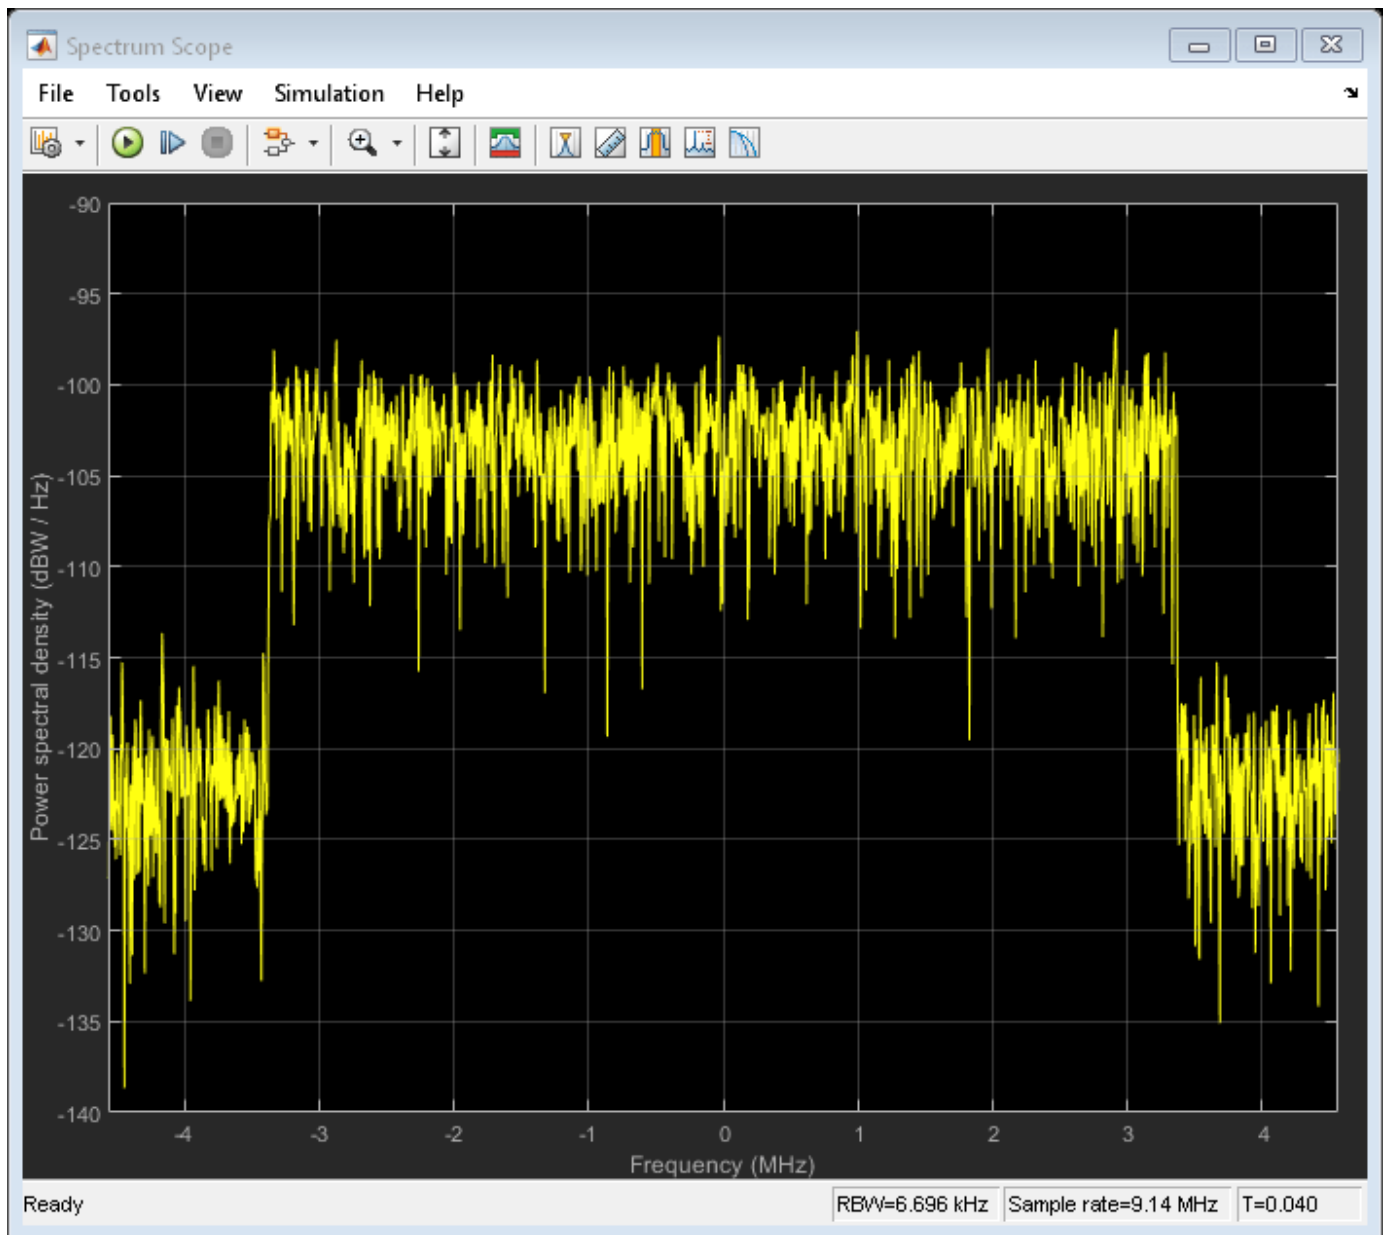 Spectrum Scope
File Tools View Simulation Help
-90
-95
-100
-105
-110
-115
-120
-125
-130
-135
-140
Power spectral density (dBW / Hz)
-4 -3 -2 -1 0 1 2 3 4
Frequency (MHz)
Ready RBW=6.696 kHz Sample rate=9.14 MHz T=0.040